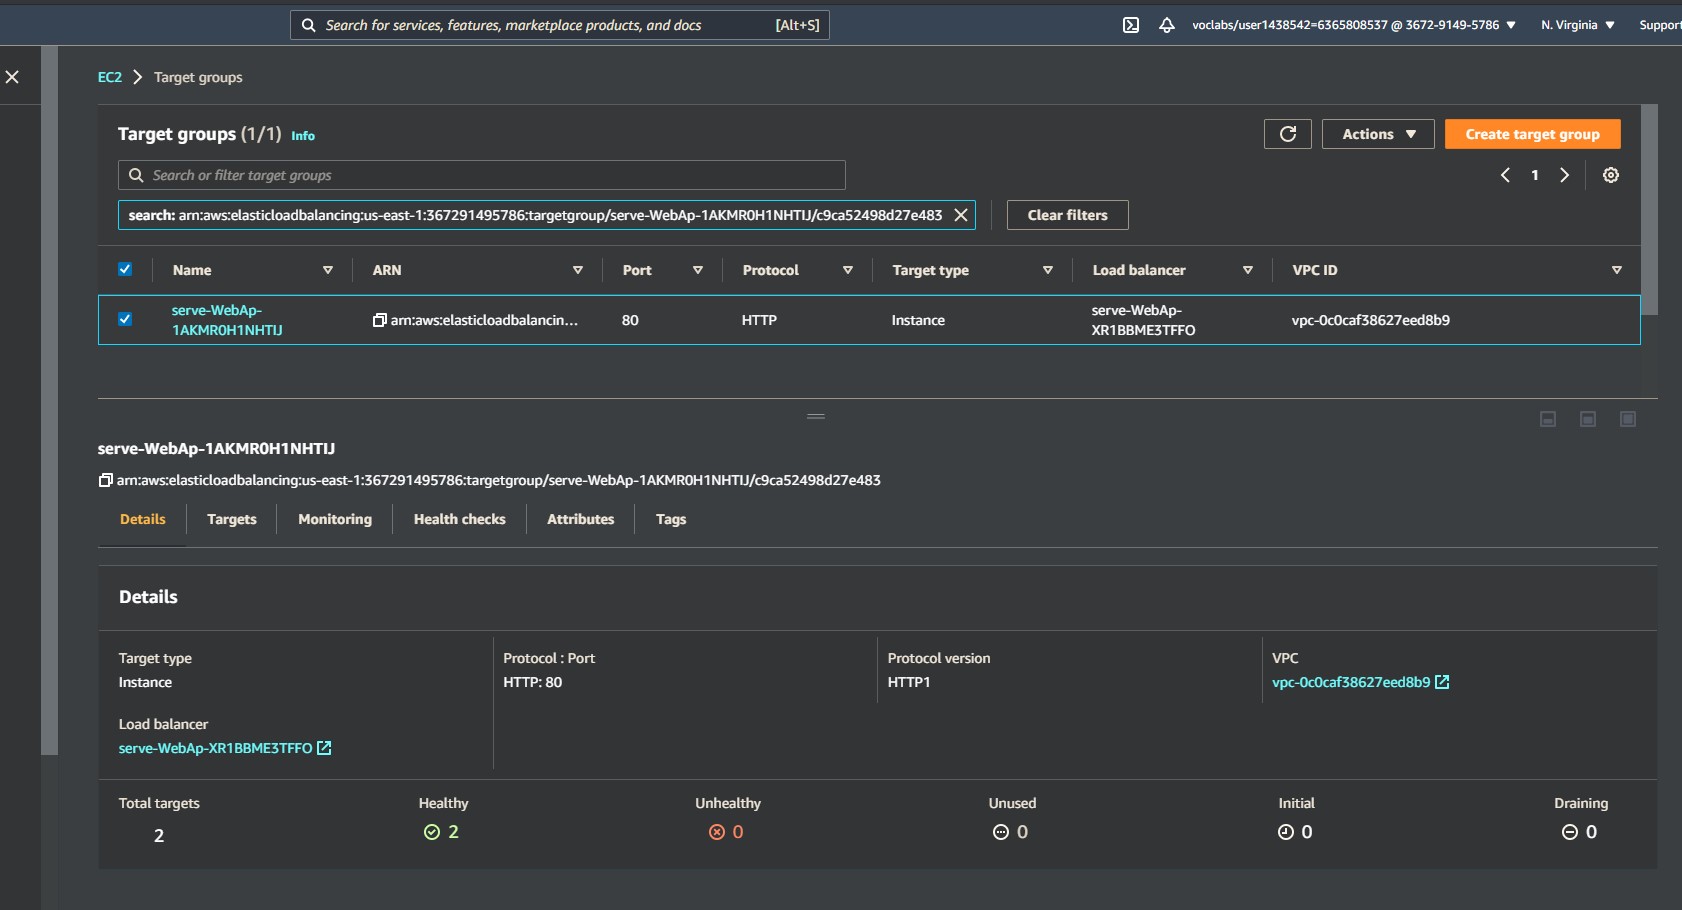 Search for services, features, marketplace products, and docs [Alt+S] voclabs/user1438542=6365808537 @ 3672-9149-5786 N. Virginia Support
EC2 Target groups
Target groups (1/1) Info Actions Create target group
Search or filter target groups 1
search: arn:aws:elasticloadbalancing:us-east-1:367291495786:targetgroup/serve-WebAp-1AKMR0H1NHTIJ/c9ca52498d27e483 Clear filters
Name ARN Port Protocol Target type Load balancer VPC ID
serve-WebAp-1AKMR0H1NHTIJ arn:aws:elasticloadbalancin... 80 HTTP Instance serve-WebAp-XR1BBME3TFFO vpc-0c0caf38627eed8b9
serve-WebAp-1AKMR0H1NHTIJ
arn:aws:elasticloadbalancing:us-east-1:367291495786:targetgroup/serve-WebAp-1AKMR0H1NHTIJ/c9ca52498d27e483
Details Targets Monitoring Health checks Attributes Tags
Details
Target type Protocol : Port Protocol version VPC
Instance HTTP: 80 HTTP1 vpc-0c0caf38627eed8b9
Load balancer
serve-WebAp-XR1BBME3TFFO
Total targets Healthy Unhealthy Unused Initial Draining
2 2 0 0 0 0